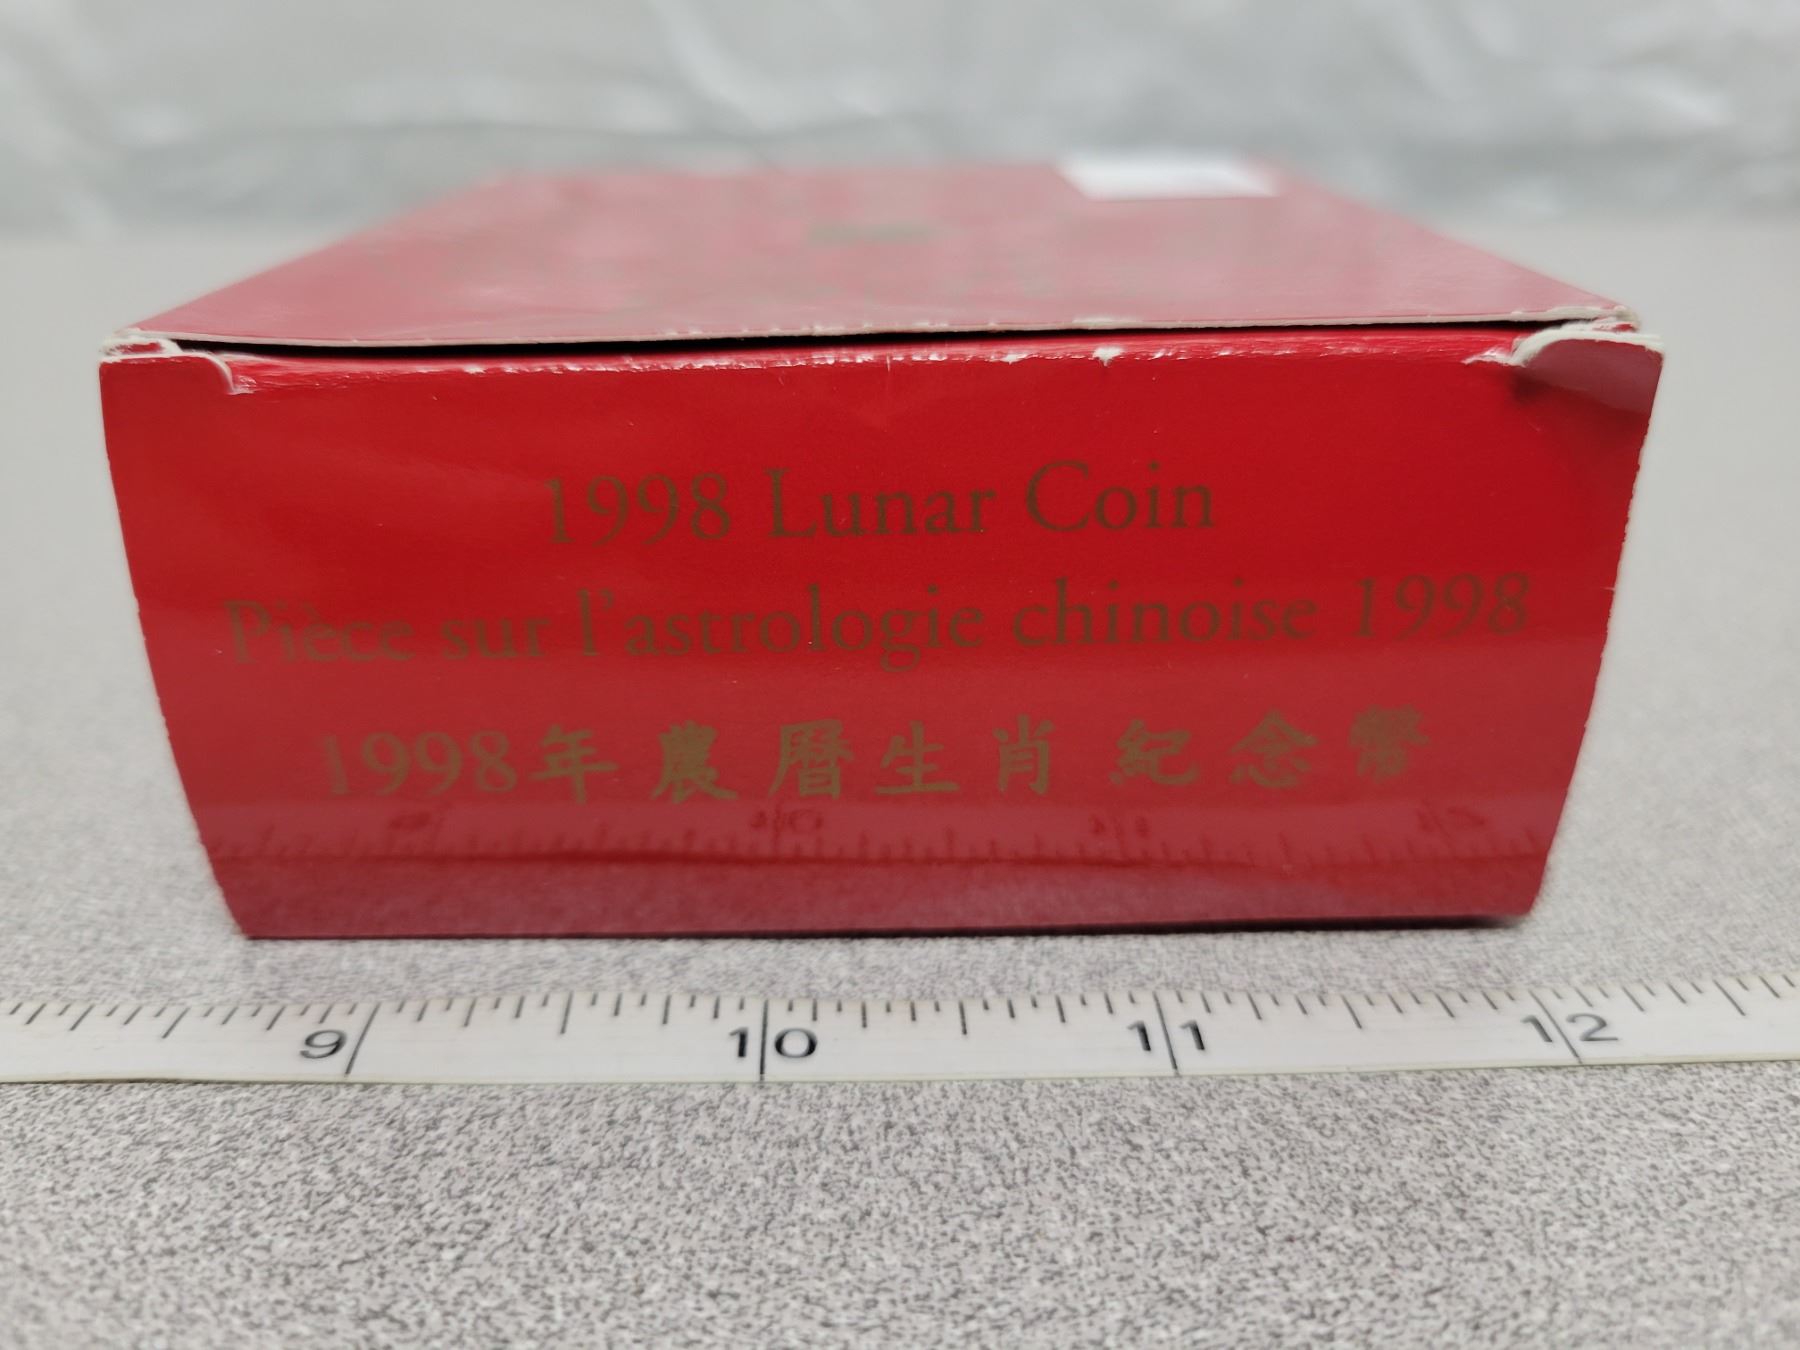 1998 Lunar Coin
Pièce sur l'astrologie chinoise 1998
1998年農曆生肖紀念幣
9 10 11 12